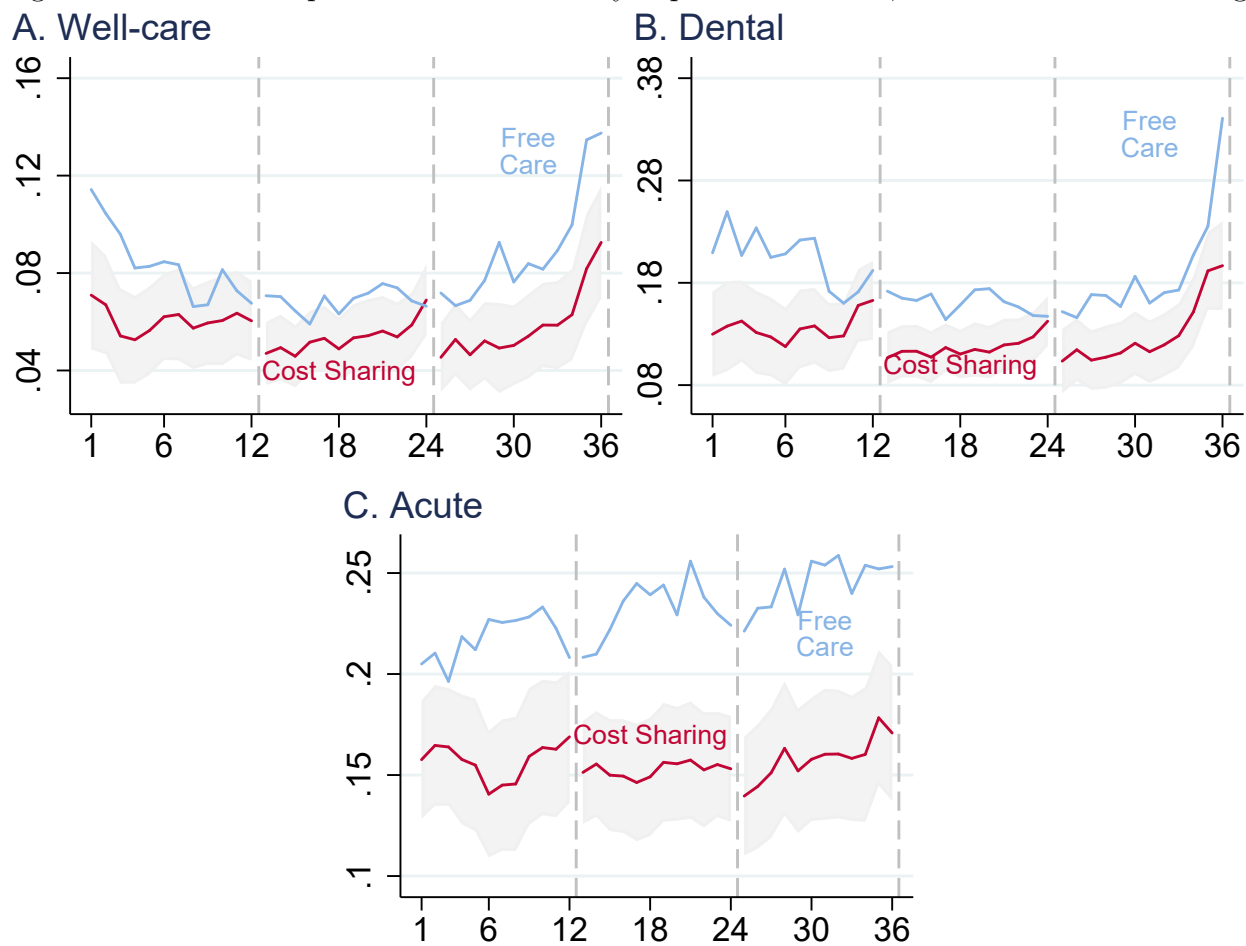 A. Well-care
B. Dental
.16
.12
.08
.04
Free
Care
Cost Sharing
1 6 12 18 24 30 36
.38
.28
.18
.08
Free
Care
Cost Sharing
1 6 12 18 24 30 36
C. Acute
.25
.2
.15
.1
Free
Care
Cost Sharing
1 6 12 18 24 30 36